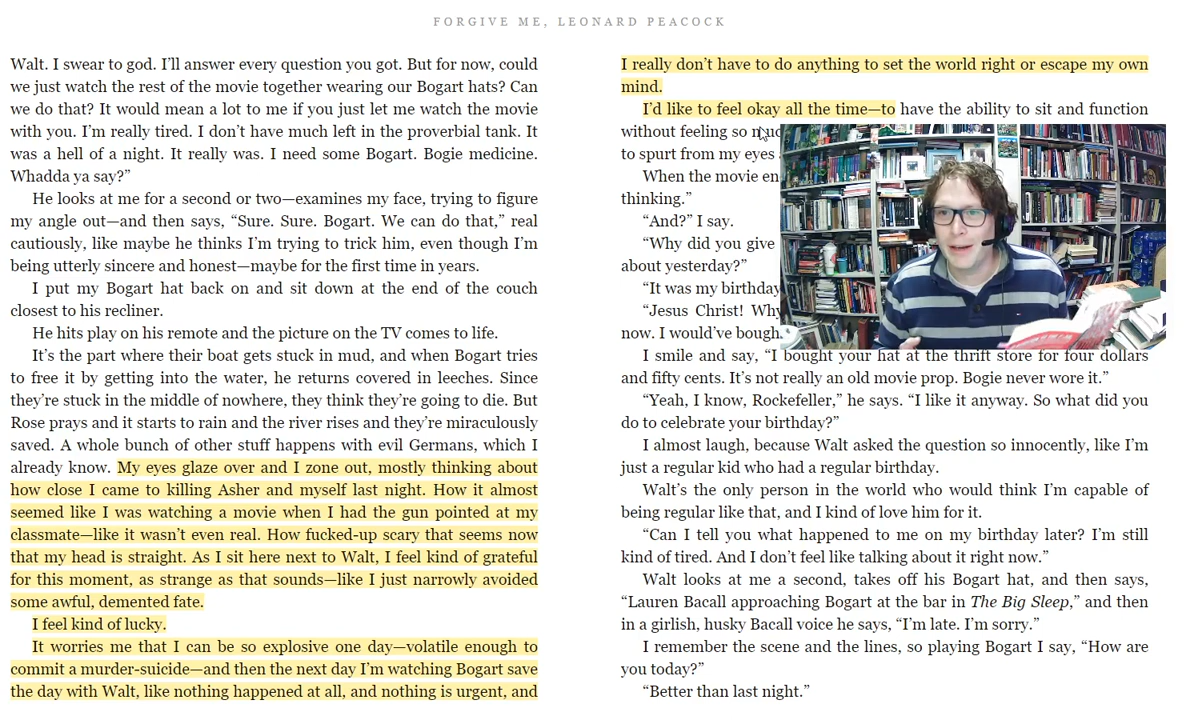 FORGIVE ME, LEONARD PEACOCK
Walt. I swear to god. I’ll answer every question you got. But for now, could
we just watch the rest of the movie together wearing our Bogart hats? Can
we do that? It would mean a lot to me if you just let me watch the movie
with you. I’m really tired. I don’t have much left in the proverbial tank. It
was a hell of a night. It really was. I need some Bogart. Bogie medicine.
Whadda ya say?”
He looks at me for a second or two—examines my face, trying to figure
my angle out—and then says, “Sure. Sure. Bogart. We can do that,” real
cautiously, like maybe he thinks I’m trying to trick him, even though I’m
being utterly sincere and honest—maybe for the first time in years.
I put my Bogart hat back on and sit down at the end of the couch
closest to his recliner.
He hits play on his remote and the picture on the TV comes to life.
It’s the part where their boat gets stuck in mud, and when Bogart tries
to free it by getting into the water, he returns covered in leeches. Since
they’re stuck in the middle of nowhere, they think they’re going to die. But
Rose prays and it starts to rain and the river rises and they’re miraculously
saved. A whole bunch of other stuff happens with evil Germans, which I
already know. My eyes glaze over and I zone out, mostly thinking about
how close I came to killing Asher and myself last night. How it almost
seemed like I was watching a movie when I had the gun pointed at my
classmate—like it wasn’t even real. How fucked-up scary that seems now
that my head is straight. As I sit here next to Walt, I feel kind of grateful
for this moment, as strange as that sounds—like I just narrowly avoided
some awful, demented fate.
I feel kind of lucky.
It worries me that I can be so explosive one day—volatile enough to
commit a murder-suicide—and then the next day I’m watching Bogart save
the day with Walt, like nothing happened at all, and nothing is urgent, and
I really don’t have to do anything to set the world right or escape my own
mind.
I’d like to feel okay all the time—to have the ability to sit and function
without feeling so
to spurt from my eyes
When the movie
thinking.”
“And?” I say.
“Why did you give
about yesterday?”
“It was my birthday
“Jesus Christ! Why
now. I would’ve
I smile and say, “I bought your hat at the thrift store for four dollars
and fifty cents. It’s not really an old movie prop. Bogie never wore it.”
“Yeah, I know, Rockefeller,” he says. “I like it anyway. So what did you
do to celebrate your birthday?”
I almost laugh, because Walt asked the question so innocently, like I’m
just a regular kid who had a regular birthday.
Walt’s the only person in the world who would think I’m capable of
being regular like that, and I kind of love him for it.
“Can I tell you what happened to me on my birthday later? I’m still
kind of tired. And I don’t feel like talking about it right now.”
Walt looks at me a second, takes off his Bogart hat, and then says,
“Lauren Bacall approaching Bogart at the bar in The Big Sleep,” and then
in a girlish, husky Bacall voice he says, “I’m late. I’m sorry.”
I remember the scene and the lines, so playing Bogart I say, “How are
you today?”
“Better than last night.”